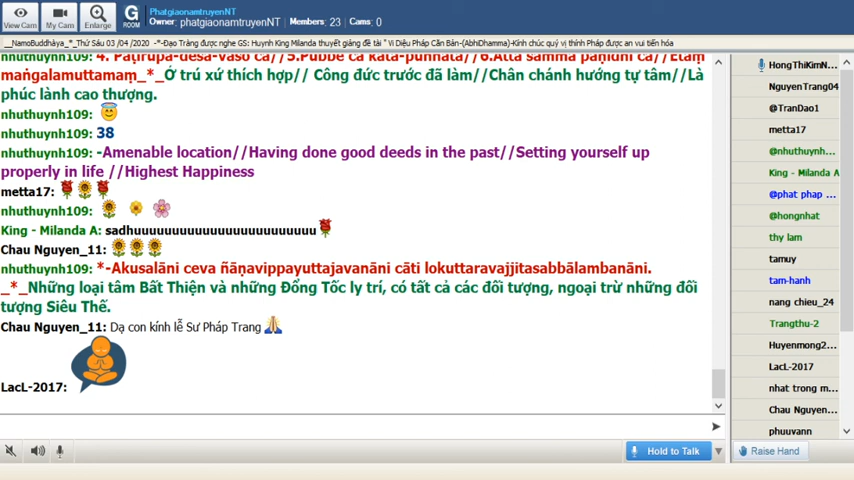 PhatgiaonamtruyenNT
Owner: phatgiaonamtruyenNT | Members: 23 | Cams: 0
View Cam
My Cam
Enlarge
G
ROOM
__NamoBuddhàya_*_Thứ Sáu 03 /04 /2020 -*-Đạo Tràng được nghe GS: Huynh King Milanda thuyết giảng đề tài " Vi Diệu Pháp Căn Bản-(AbhiDhamma)-Kính chúc quý vị thính Pháp được an vui tiến hóa
maṅgalamuttamaṃ_*_Ở trú xứ thích hợp// Công đức trước đã làm//Chân chánh hướng tự tâm//Là
phúc lành cao thượng.
nhuthuynh109:
nhuthuynh109: 38
nhuthuynh109: -Amenable location//Having done good deeds in the past//Setting yourself up
properly in life //Highest Happiness
metta17:
nhuthuynh109:
King - Milanda A: sadhuuuuuuuuuuuuuuuuuuuuuuuuu
Chau Nguyen_11:
nhuthuynh109: *-Akusalāni ceva ñāṇavippayuttajavanāni cāti lokuttaravajjitasabbālambanāni.
_*_Những loại tâm Bất Thiện và những Đổng Tốc ly trí, có tất cả các đối tượng, ngoại trừ những đối
tượng Siêu Thế.
Chau Nguyen_11: Dạ con kính lễ Sư Pháp Trang
LacL-2017:
Hold to Talk
HongThiKimN...
NguyenTrang04
@TranDao1
metta17
@nhuthuynh...
King - Milanda A
@phat phap ...
@hongnhat
thy lam
tamuy
tam-hanh
nang chieu_24
Trangthu-2
Huyenmong2...
LacL-2017
nhat trong m...
Chau Nguyen...
phuuvann
Raise Hand